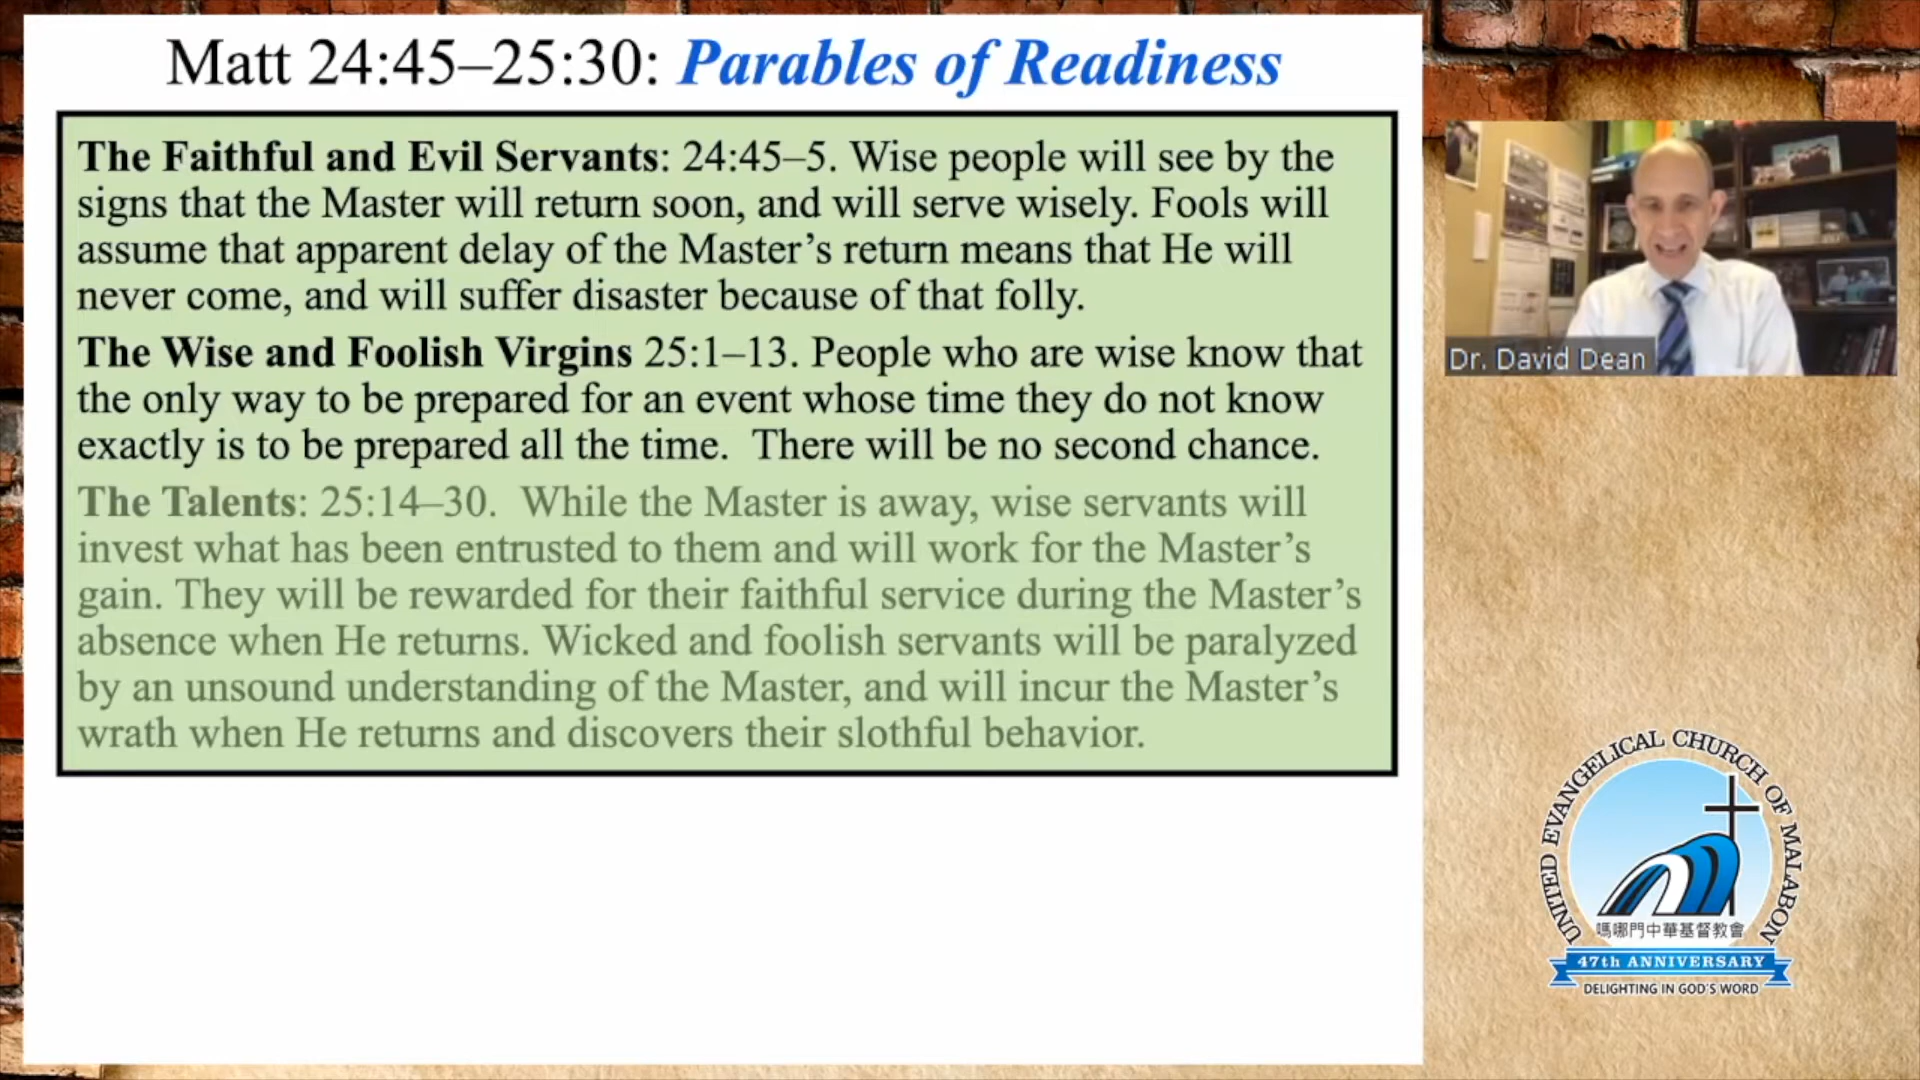 Matt 24:45–25:30: Parables of Readiness
The Faithful and Evil Servants: 24:45–5. Wise people will see by the
signs that the Master will return soon, and will serve wisely. Fools will
assume that apparent delay of the Master’s return means that He will
never come, and will suffer disaster because of that folly.
The Wise and Foolish Virgins 25:1–13. People who are wise know that
the only way to be prepared for an event whose time they do not know
exactly is to be prepared all the time.  There will be no second chance.
The Talents: 25:14–30.  While the Master is away, wise servants will
invest what has been entrusted to them and will work for the Master’s
gain. They will be rewarded for their faithful service during the Master’s
absence when He returns. Wicked and foolish servants will be paralyzed
by an unsound understanding of the Master, and will incur the Master’s
wrath when He returns and discovers their slothful behavior.
Dr. David Dean
UNITED EVANGELICAL CHURCH OF MALABON
嗎哪門中華基督教會
47th ANNIVERSARY
DELIGHTING IN GOD'S WORD